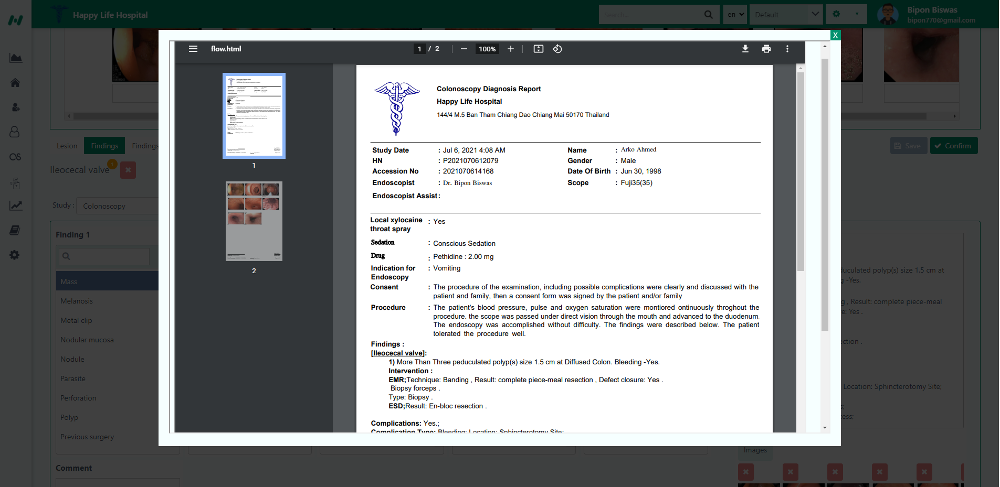 Happy Life Hospital
Search...
en
Default
Bipon Biswas
bipon770@gmail.com
X
flow.html
1 / 2
100%
1
2
Colonoscopy Diagnosis Report
Happy Life Hospital
144/4 M.5 Ban Tham Chiang Dao Chiang Mai 50170 Thailand
Study Date : Jul 6, 2021 4:08 AM Name : Arko Ahmed
HN : P2021070612079 Gender : Male
Accession No : 2021070614168 Date Of Birth : Jun 30, 1998
Endoscopist : Dr. Bipon Biswas Scope : Fuji35(35)
Endoscopist Assist:
Local xylocaine : Yes
throat spray
Sedation : Conscious Sedation
Drug : Pethidine : 2.00 mg
Indication for : Vomiting
Endoscopy
Consent : The procedure of the examination, including possible complications were clearly and discussed with the
patient and family, then a consent form was signed by the patient and/or family
Procedure : The patient's blood pressure, pulse and oxygen saturation were montiored ontinuously throghout the
procedure. the scope was passed under direct vision through the mouth and advanced to the duodenum.
The endoscopy was accomplished without difficulty. The findings were described below. The patient
tolerated the procedure well.
Findings :
[Ileocecal valve]:
1) More Than Three peduculated polyp(s) size 1.5 cm at Diffused Colon. Bleeding -Yes.
Intervention :
EMR;Technique: Banding , Result: complete piece-meal resection , Defect closure: Yes .
Biopsy forceps .
Type: Biopsy .
ESD;Result: En-bloc resection .
Complications: Yes.;
Complication Type: Bleeding; Location: Sphincterotomy Site;
Lesion
Findings
Findings
Save
Confirm
Ileocecal valve
1
Study :
Colonoscopy
Finding 1
Mass
Melanosis
Metal clip
Nodular mucosa
Nodule
Parasite
Perforation
Polyp
Previous surgery
Comment
duculated polyp(s) size 1.5 cm at
g -Yes.
g , Result: complete piece-meal
e: Yes .
ection .
Location: Sphincterotomy Site;
s;
ess;
Images